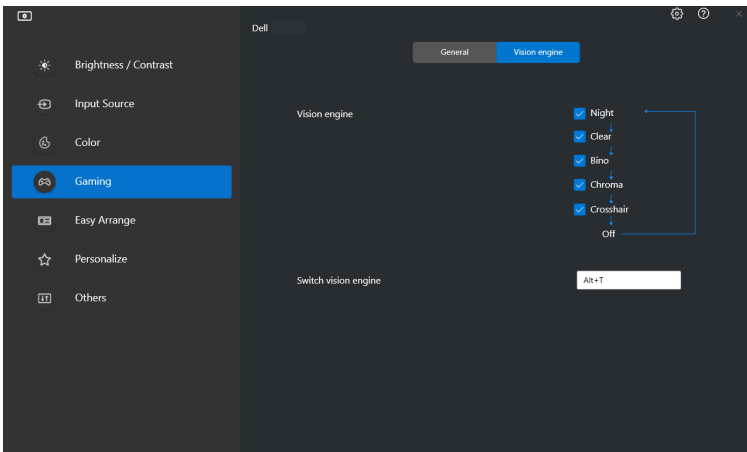 Dell
General
Vision engine
Brightness / Contrast
Input Source
Color
Gaming
Easy Arrange
Personalize
Others
Vision engine
Night
Clear
Bino
Chroma
Crosshair
Off
Switch vision engine
Alt+T